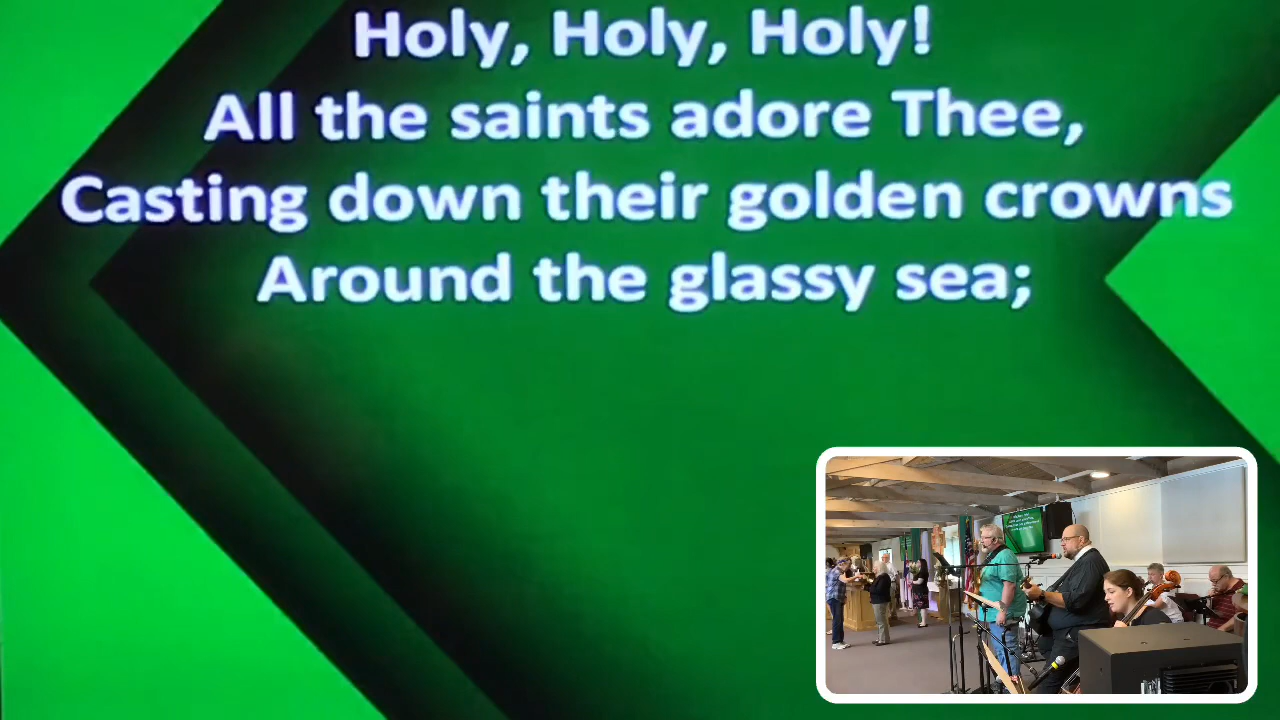 Holy, Holy, Holy!
All the saints adore Thee,
Casting down their golden crowns
Around the glassy sea;